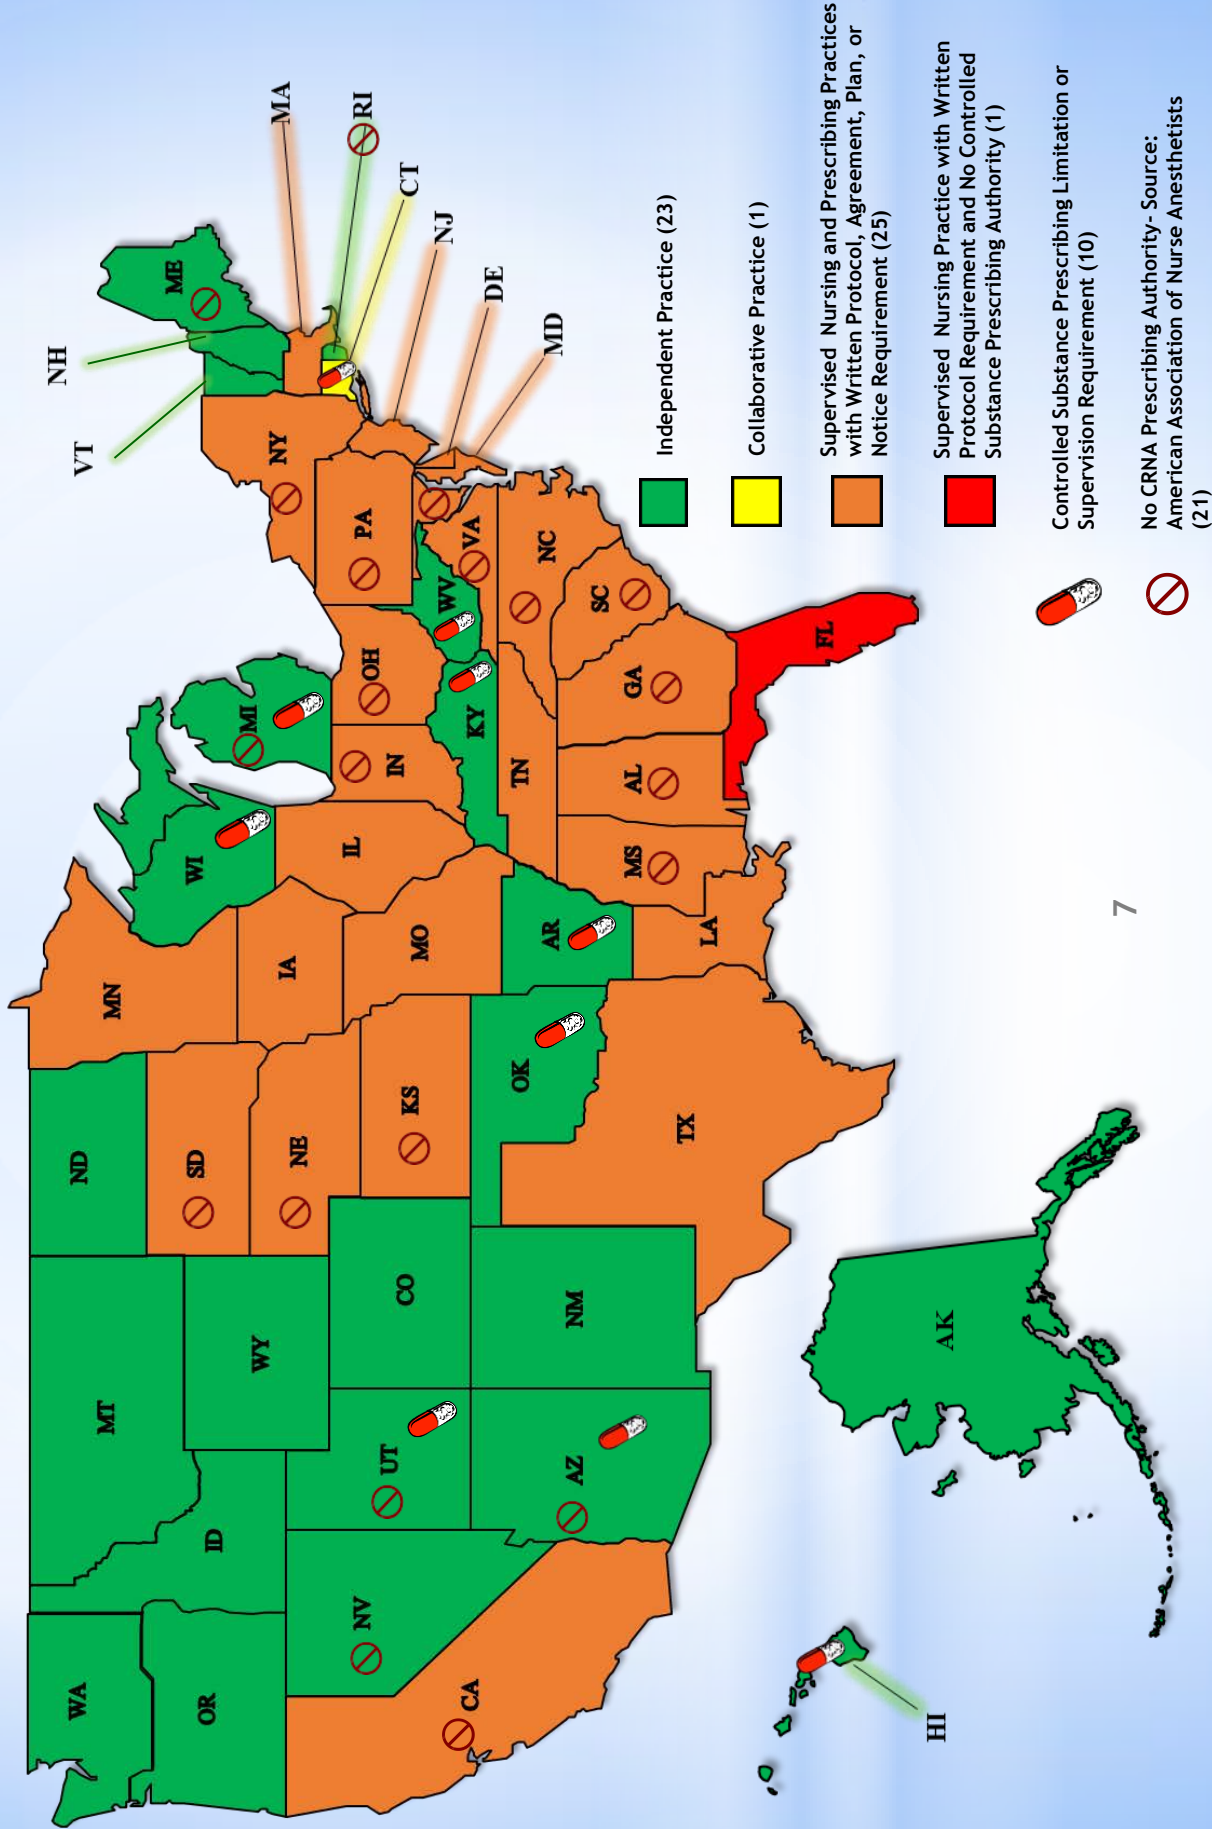 WA
MT
ND
MN
OR
ID
WY
SD
WI
MI
NV
UT
CO
NE
IA
IL
IN
OH
PA
NY
VT
NH
ME
MA
RI
CT
NJ
DE
MD
CA
AZ
NM
KS
OK
MO
AR
KY
WV
VA
TN
NC
SC
TX
LA
MS
AL
GA
FL
HI
AK
Independent Practice (23)
Collaborative Practice (1)
Supervised Nursing and Prescribing Practices
with Written Protocol, Agreement, Plan, or
Notice Requirement (25)
Supervised Nursing Practice with Written
Protocol Requirement and No Controlled
Substance Prescribing Authority (1)
Controlled Substance Prescribing Limitation or
Supervision Requirement (10)
No CRNA Prescribing Authority- Source:
American Association of Nurse Anesthetists
(21)
7